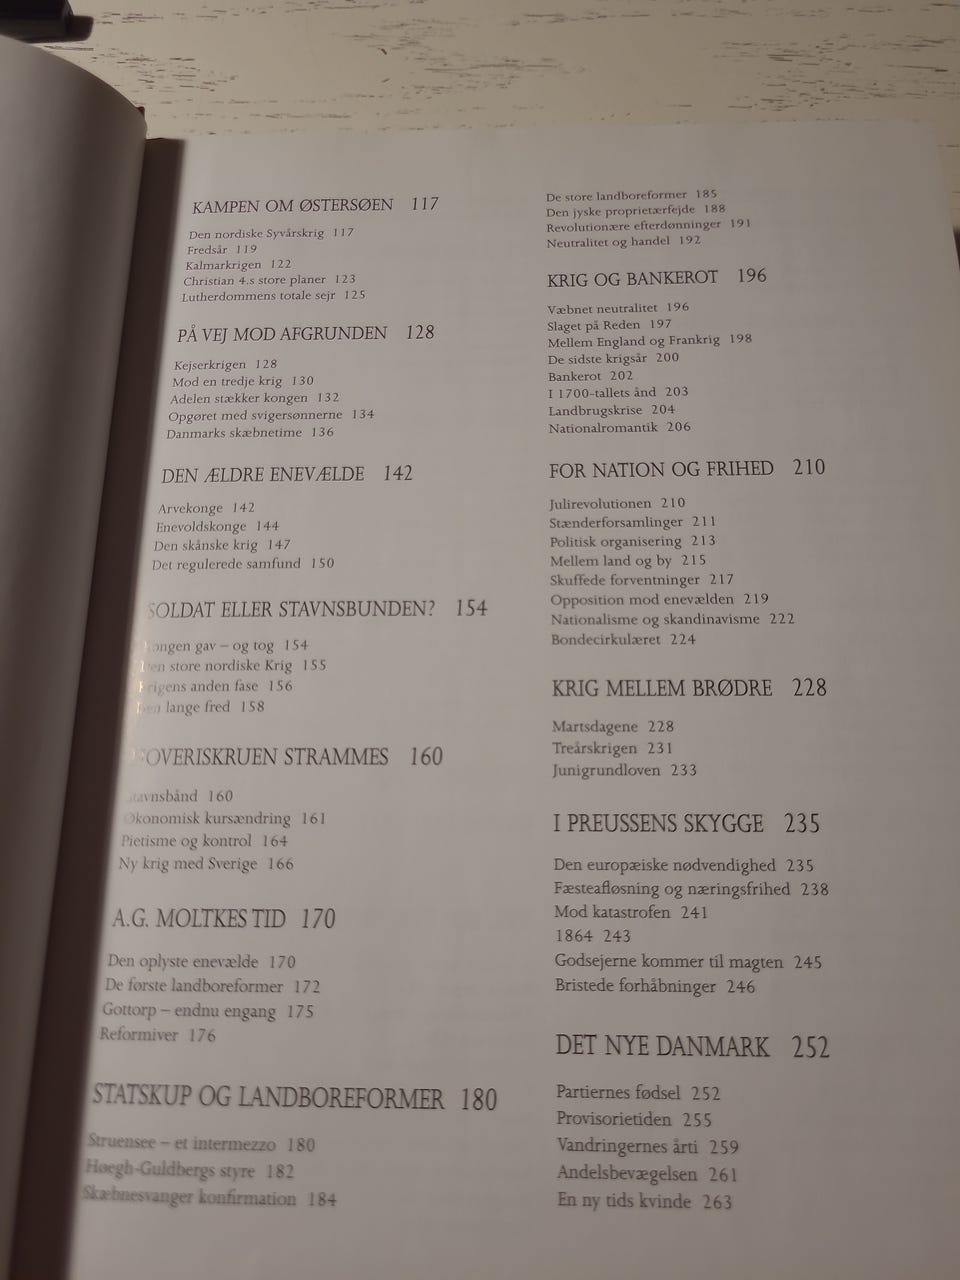 KAMPEN OM ØSTERSØEN 117
Den nordiske Syvårskrig 117
Fredsår 119
Kalmarkrigen 122
Christian 4.s store planer 123
Lutherdommens totale sejr 125
PÅ VEJ MOD AFGRUNDEN 128
Kejserkrigen 128
Mod en tredje krig 130
Adelen stækker kongen 132
Opgøret med svigersønnerne 134
Danmarks skæbnetime 136
DEN ÆLDRE ENEVÆLDE 142
Arvekonge 142
Enevoldskonge 144
Den skånske krig 147
Det regulerede samfund 150
SOLDAT ELLER STAVNSBUNDEN? 154
gav – og tog 154
store nordiske Krig 155
anden fase 156
lange fred 158
STRAMMES 160
160
Økonomisk kursændring 161
Pietisme og kontrol 164
Ny krig med Sverige 166
A.G. MOLTKES TID 170
Den oplyste enevælde 170
De første landboreformer 172
Gottorp – endnu engang 175
Reformiver 176
STATSKUP OG LANDBOREFORMER 180
Struensee – et intermezzo 180
Høegh-Guldbergs styre 182
Skæbnesvanger konfirmation 184
De store landboreformer 185
Den jyske proprietærfejde 188
Revolutionære efterdønninger 191
Neutralitet og handel 192
KRIG OG BANKEROT 196
Væbnet neutralitet 196
Slaget på Reden 197
Mellem England og Frankrig 198
De sidste krigsår 200
Bankerot 202
I 1700-tallets ånd 203
Landbrugskrise 204
Nationalromantik 206
FOR NATION OG FRIHED 210
Julirevolutionen 210
Stænderforsamlinger 211
Politisk organisering 213
Mellem land og by 215
Skuffede forventninger 217
Opposition mod enevælden 219
Nationalisme og skandinavisme 222
Bondecirkulæret 224
KRIG MELLEM BRØDRE 228
Martsdagene 228
Treårskrigen 231
Junigrundloven 233
I PREUSSENS SKYGGE 235
Den europæiske nødvendighed 235
Fæsteafløsning og næringsfrihed 238
Mod katastrofen 241
1864 243
Godsejerne kommer til magten 245
Bristede forhåbninger 246
DET NYE DANMARK 252
Partiernes fødsel 252
Provisorietiden 255
Vandringernes årti 259
Andelsbevægelsen 261
En ny tids kvinde 263